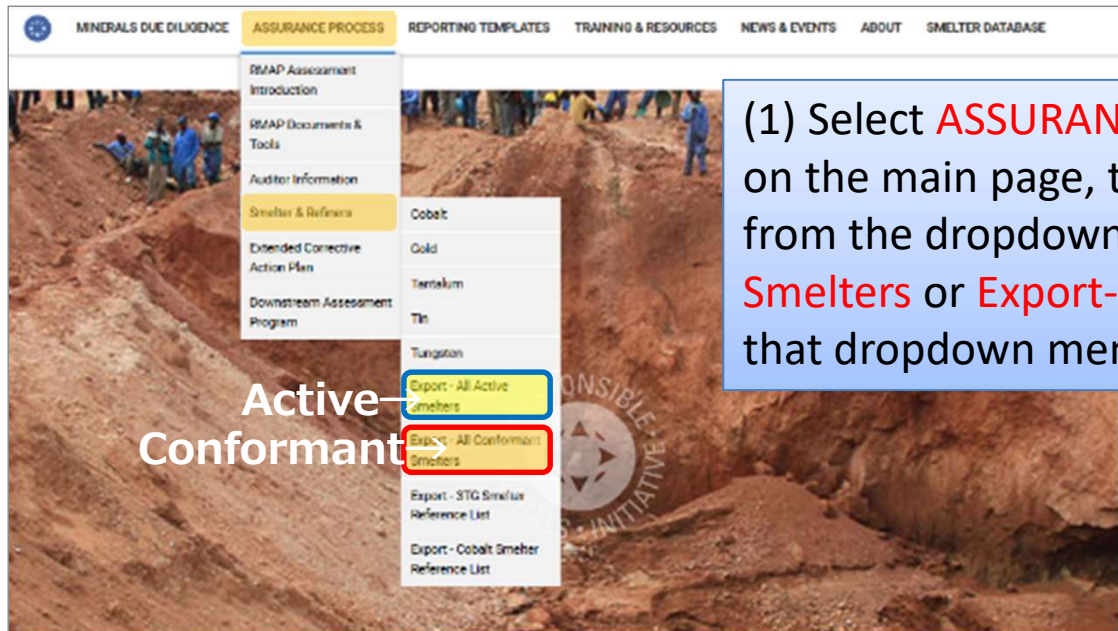 MINERALS DUE DILIGENCE ASSURANCE PROCESS REPORTING TEMPLATES TRAINING & RESOURCES NEWS & EVENTS ABOUT SMELTER DATABASE
RMAP Assessment
Introduction
RMAP Documents &
Tools
Auditor Information
Smelter & Refiners
Extended Corrective
Action Plan
Downstream Assessment
Program
Cobalt
Gold
Tantalum
Tin
Tungsten
Export - All Active
Smelters
Export - All Conformant
Smelters
Export - 3TG Smelter
Reference List
Export - Cobalt Smelter
Reference List
Active→
Conformant→
(1) Select ASSURAN
on the main page, t
from the dropdown
Smelters or Export-
that dropdown me
ONSIBLE
S · INITIATIVE